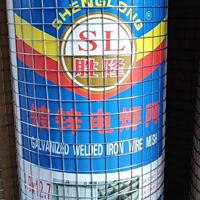 SHENGLONG
SL
胜隆
镀锌电焊网
GALVANIZED WELDED IRON WIRE MESH